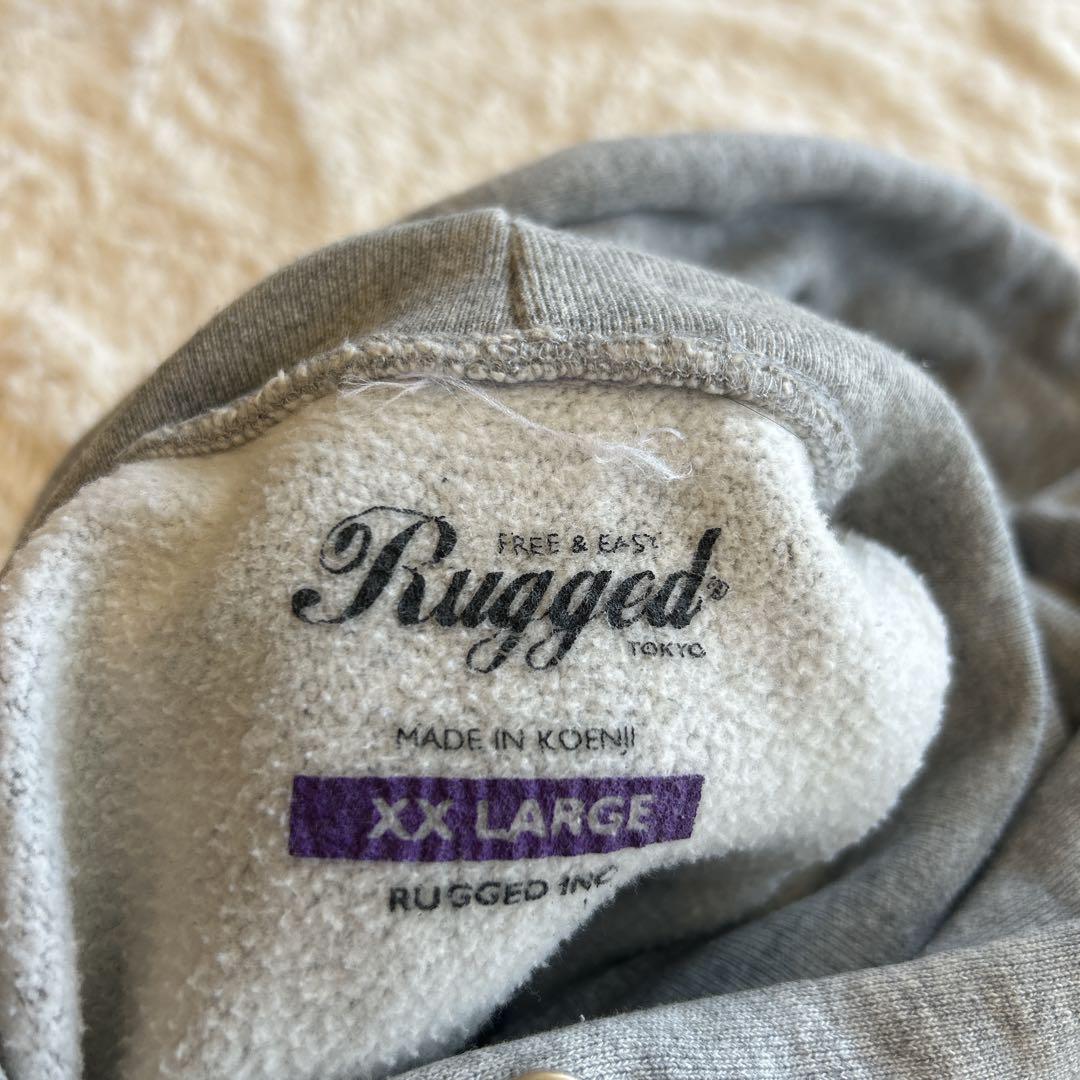 FREE & EASY
Rugged®
TOKYO
MADE IN KOENJI
XX LARGE
RUGGED INC